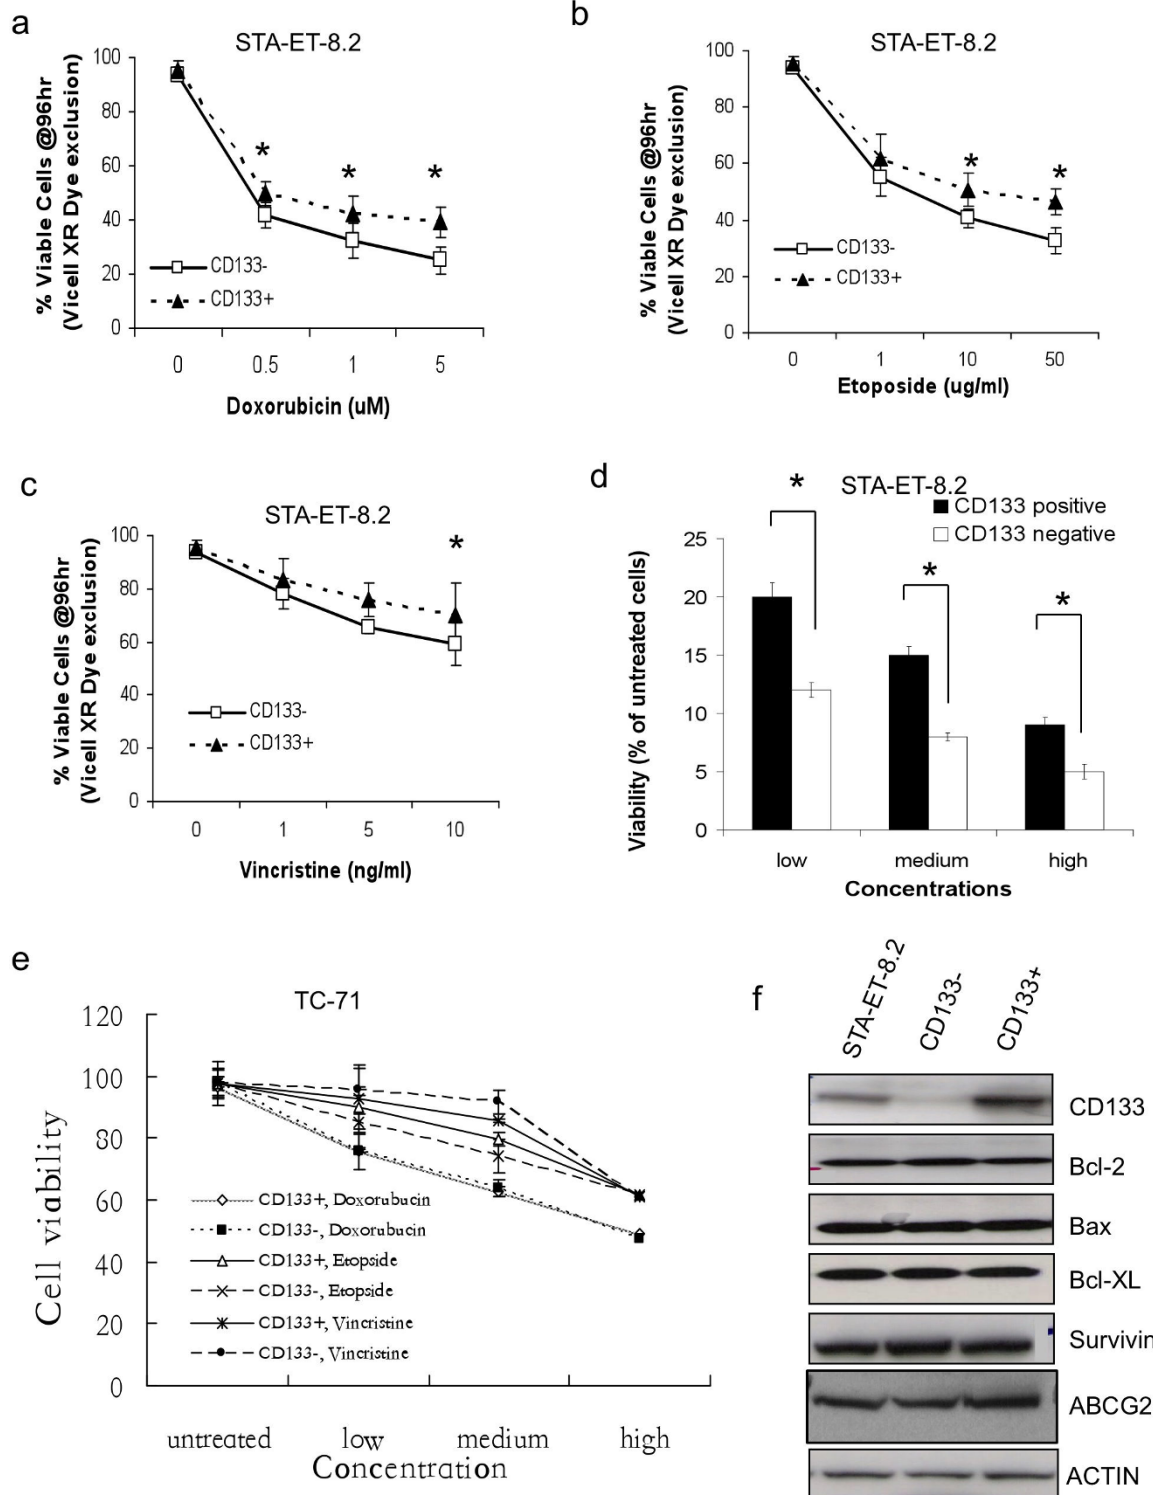 a
STA-ET-8.2
% Viable Cells @96hr
(Vicell XR Dye exclusion)
100
80
60
40
20
0
* * *
CD133-
CD133+
0 0.5 1 5
Doxorubicin (uM)
b
STA-ET-8.2
% Viable Cells @96hr
(Vicell XR Dye exclusion)
100
80
60
40
20
0
* *
CD133-
CD133+
0 1 10 50
Etoposide (ug/ml)
c
STA-ET-8.2
% Viable Cells @96hr
(Vicell XR Dye exclusion)
100
80
60
40
20
0
*
CD133-
CD133+
0 1 5 10
Vincristine (ng/ml)
d
STA-ET-8.2
CD133 positive
CD133 negative
Viability (% of untreated cells)
25
20
15
10
5
0
* * *
low medium high
Concentrations
e
TC-71
Cell viability
120
100
80
60
40
20
0
CD133+, Doxorubucin
CD133-, Doxorubucin
CD133+, Etopside
CD133-, Etopside
CD133+, Vincristine
CD133-, Vincristine
untreated low medium high
Concentration
f
STA-ET-8.2
CD133-
CD133+
CD133
Bcl-2
Bax
Bcl-XL
Survivin
ABCG2
ACTIN